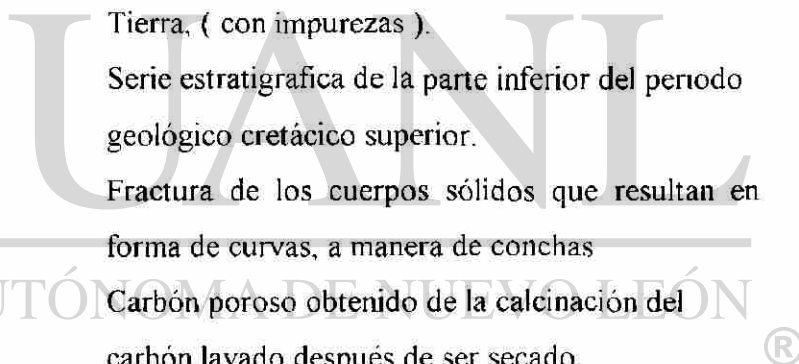 UANL
Tierra, ( con impurezas ).
Serie estratigrafica de la parte inferior del periodo
geológico cretácico superior.
Fractura de los cuerpos sólidos que resultan en
forma de curvas, a manera de conchas
UTÓNOMA DE NUEVO LEÓN
Carbón poroso obtenido de la calcinación del
®
carbón lavado después de ser secado.